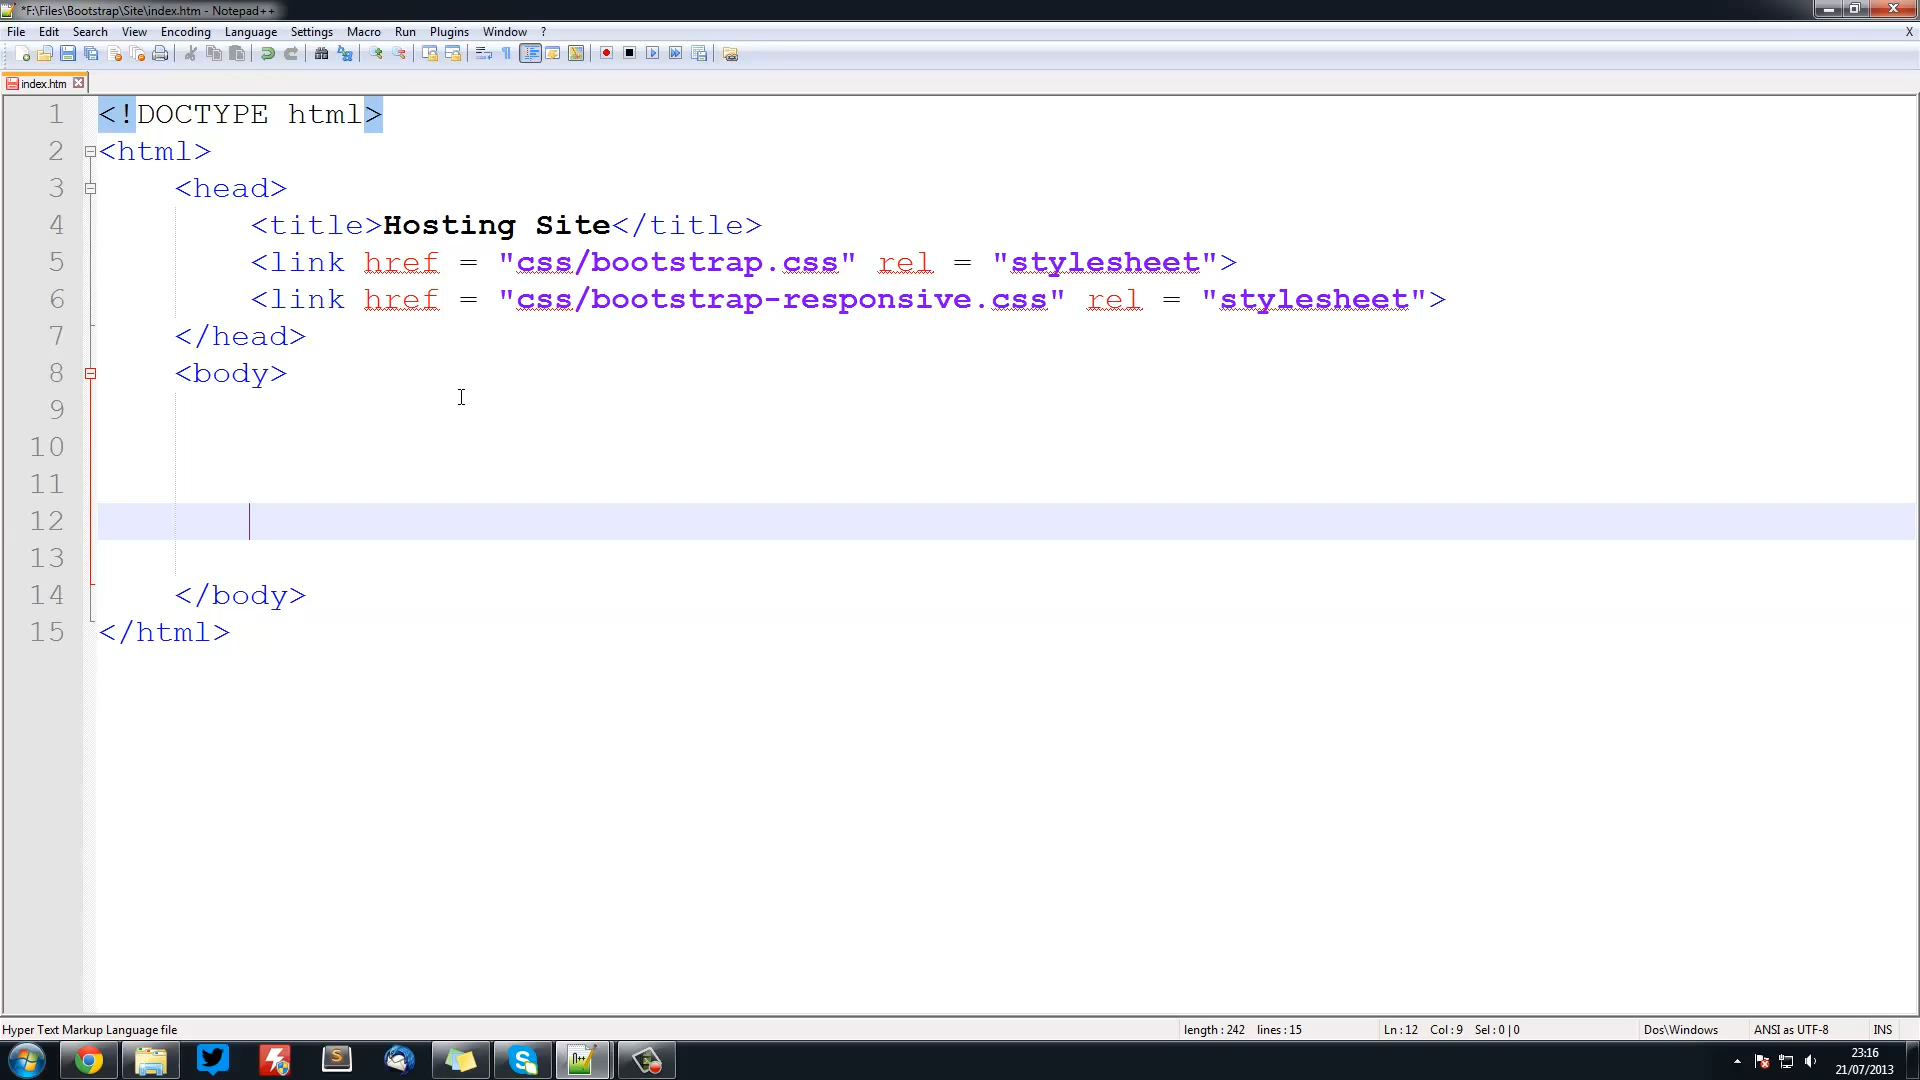 *F:\Files\Bootstrap\Site\index.htm - Notepad++
File Edit Search View Encoding Language Settings Macro Run Plugins Window ? X
index.htm
1 <!DOCTYPE html>
2 <html>
3 <head>
4 <title>Hosting Site</title>
5 <link href = "css/bootstrap.css" rel = "stylesheet">
6 <link href = "css/bootstrap-responsive.css" rel = "stylesheet">
7 </head>
8 <body>
9
10
11
12
13
14 </body>
15 </html>
Hyper Text Markup Language file length : 242 lines : 15 Ln : 12 Col : 9 Sel : 0 | 0 Dos\Windows ANSI as UTF-8 INS
23:16
21/07/2013